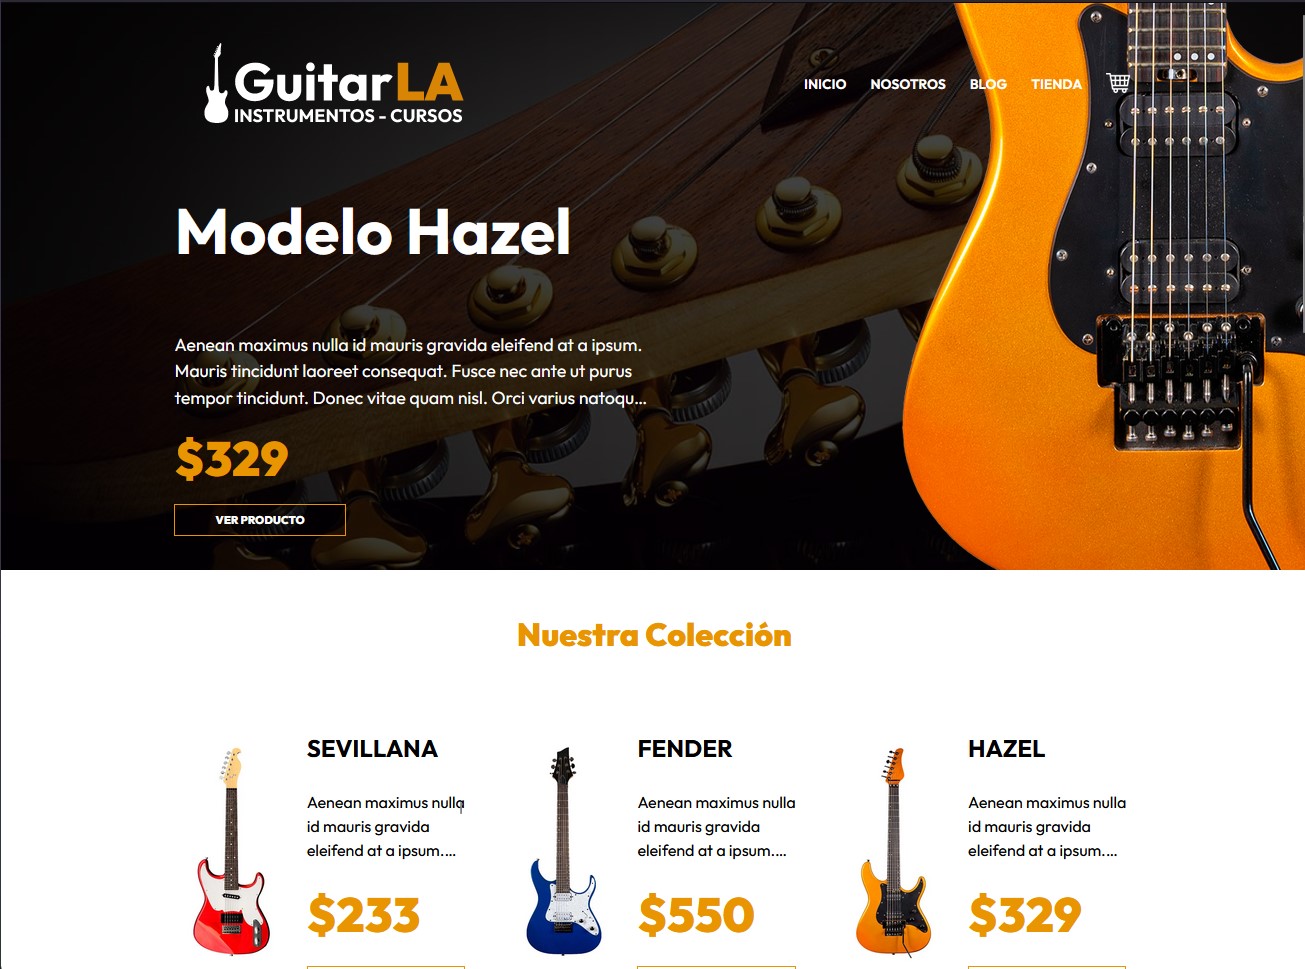 GuitarLA
INSTRUMENTOS - CURSOS
INICIO NOSOTROS BLOG TIENDA
Modelo Hazel
Aenean maximus nulla id mauris gravida eleifend at a ipsum.
Mauris tincidunt laoreet consequat. Fusce nec ante ut purus
tempor tincidunt. Donec vitae quam nisl. Orci varius natoqu...
$329
VER PRODUCTO
Nuestra Colección
SEVILLANA
Aenean maximus nulla
id mauris gravida
eleifend at a ipsum....
$233
FENDER
Aenean maximus nulla
id mauris gravida
eleifend at a ipsum....
$550
HAZEL
Aenean maximus nulla
id mauris gravida
eleifend at a ipsum....
$329